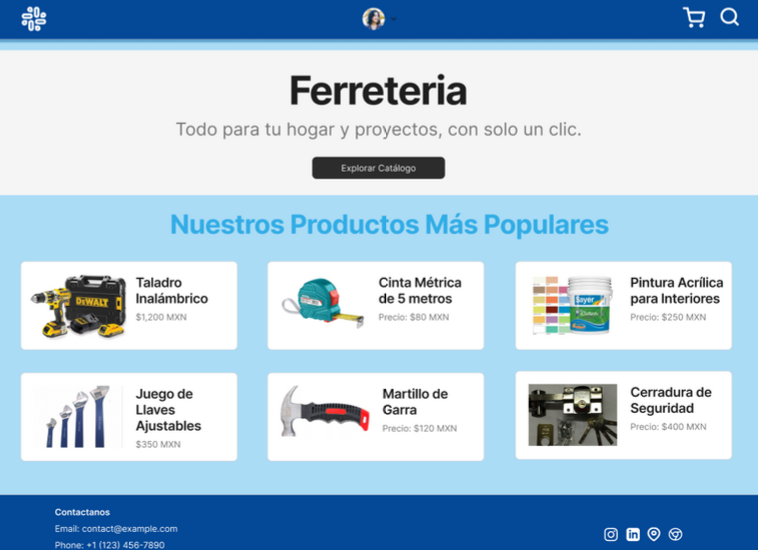 Ferreteria
Todo para tu hogar y proyectos, con solo un clic.
Explorar Catálogo
Nuestros Productos Más Populares
DEWALT
Taladro
Inalámbrico
$1,200 MXN
Cinta Métrica
de 5 metros
Precio: $80 MXN
Sayer
Pintura Acrílica
para Interiores
Precio: $250 MXN
Juego de
Llaves
Ajustables
$350 MXN
Martillo de
Garra
Precio: $120 MXN
Cerradura de
Seguridad
Precio: $400 MXN
Contactanos
Email: contact@example.com
Phone: +1 (123) 456-7890